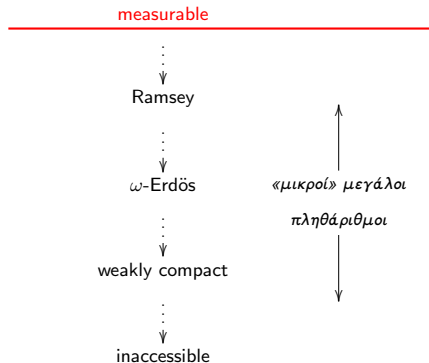 measurable
Ramsey
ω-Erdös
«μικροί» μεγάλοι
πληθάριθμοι
weakly compact
inaccessible